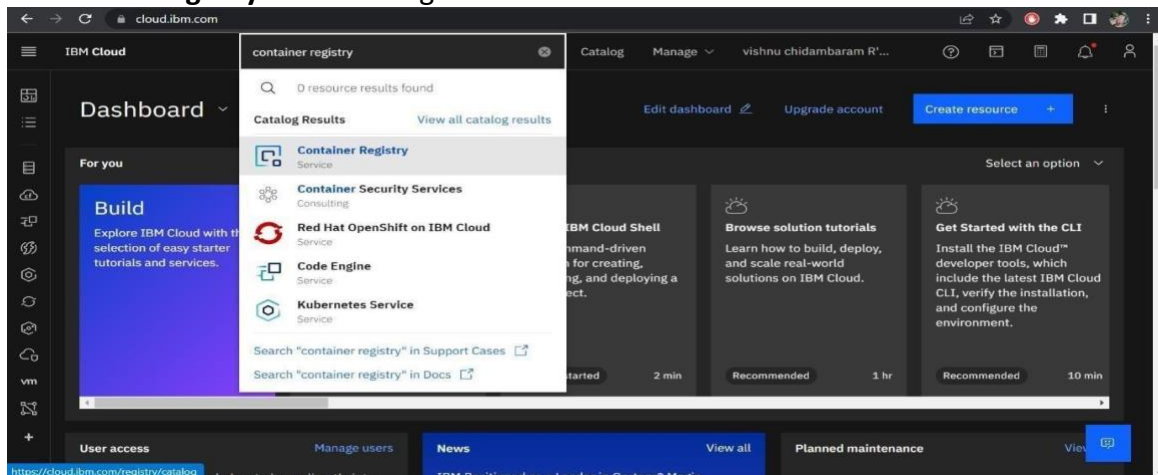 cloud.ibm.com
IBM Cloud
container registry
Catalog
Manage
vishnu chidambaram R'...
0 resource results found
Dashboard
Catalog Results
View all catalog results
Edit dashboard
Upgrade account
Create resource +
Container Registry
Service
For you
Select an option
Container Security Services
Consulting
Build
Explore IBM Cloud with th
selection of easy starter
tutorials and services.
Red Hat OpenShift on IBM Cloud
Service
Code Engine
Service
Kubernetes Service
Service
Search "container registry" in Support Cases
Search "container registry" in Docs
IBM Cloud Shell
for creating,
ng, and deploying a
ect.
2 min
Browse solution tutorials
Learn how to build, deploy,
and scale real-world
solutions on IBM Cloud.
Recommended
1 hr
Get Started with the CLI
Install the IBM Cloud™
developer tools, which
include the latest IBM Cloud
CLI, verify the installation,
and configure the
environment.
Recommended
10 min
vm
User access
Manage users
News
View all
Planned maintenance
https://cloud.ibm.com/registry/catalog